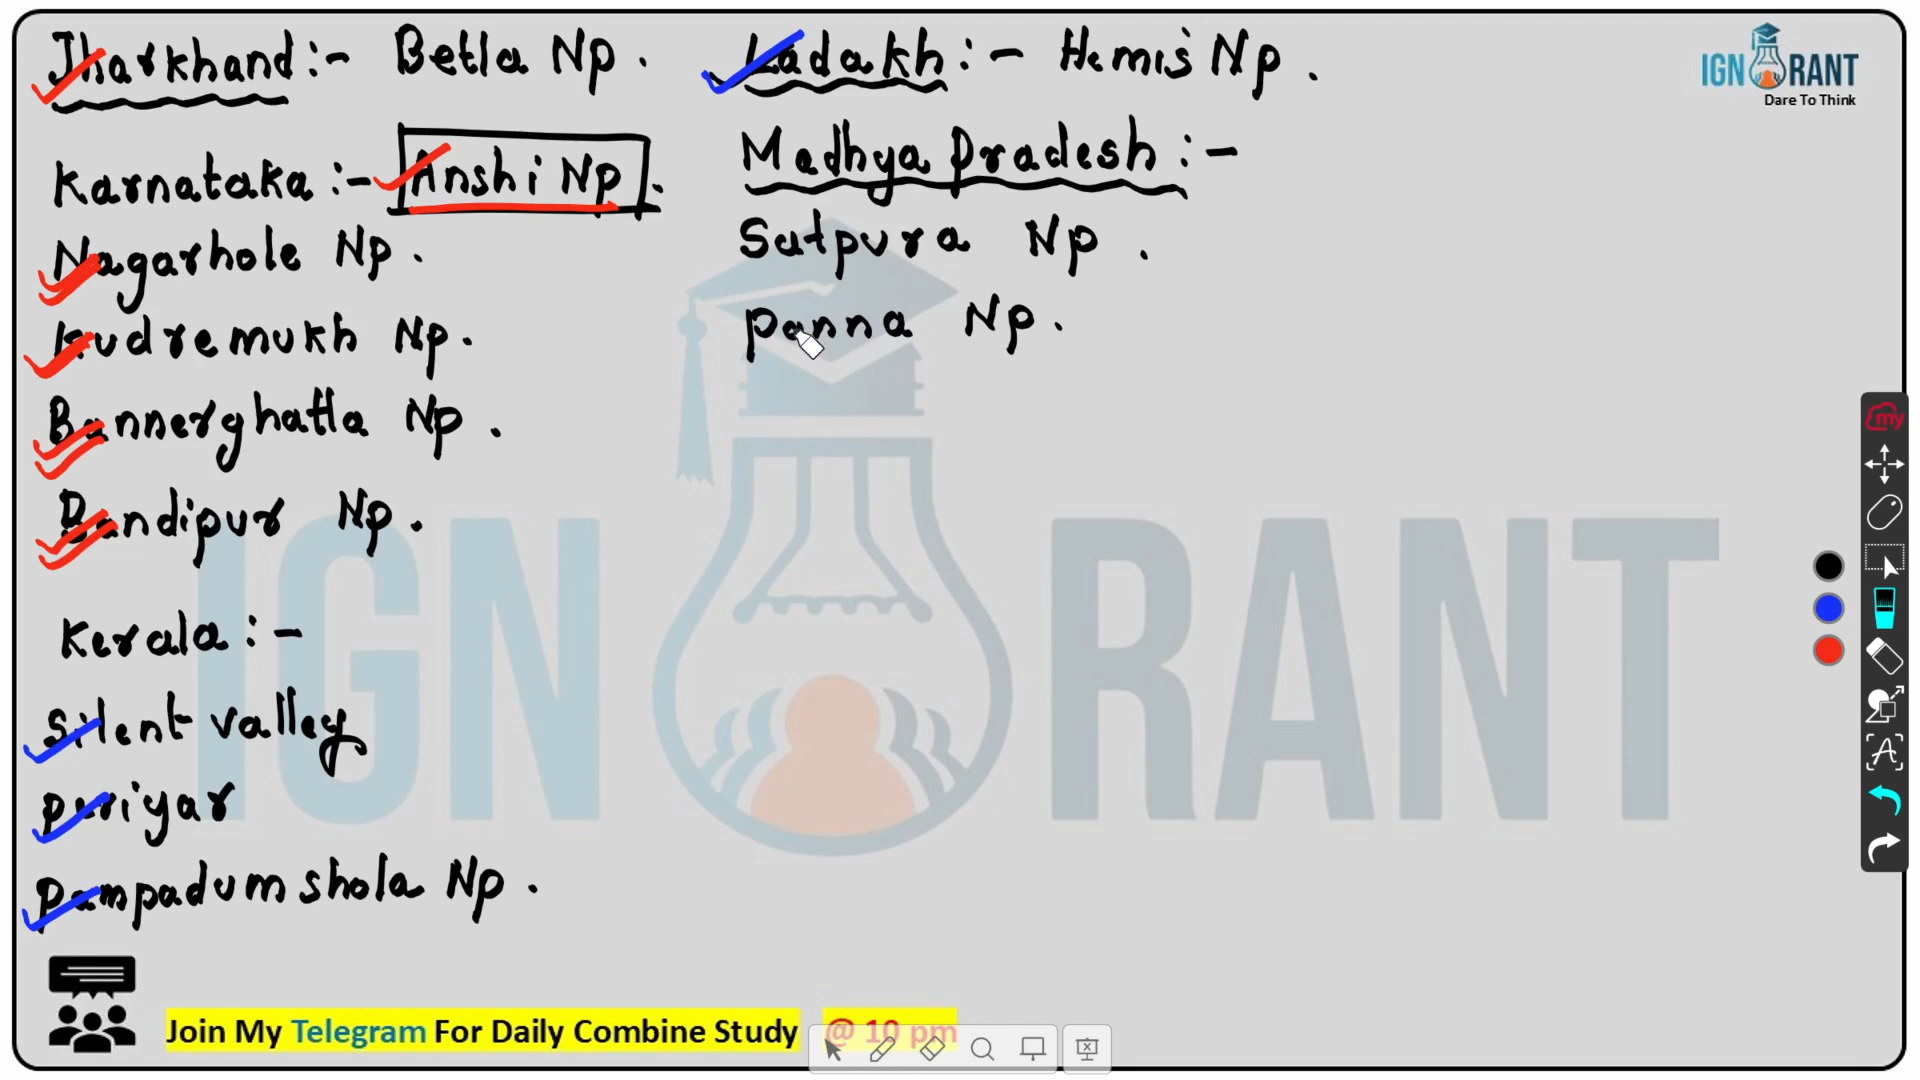 Jharkhand :- Betla Np.
Karnataka :- Anshi Np.
Nagarhole Np.
Kudremukh Np.
Bannerghatta Np.
Bandipur Np.
Kerala :-
Silent valley
periyar
Pampadum shola Np.
Ladakh :- Hemis Np.
Madhya Pradesh :-
Satpura Np.
Panna Np.
IGNORANT
Dare To Think
IGNORANT
my
Join My Telegram For Daily Combine Study @ 10 pm